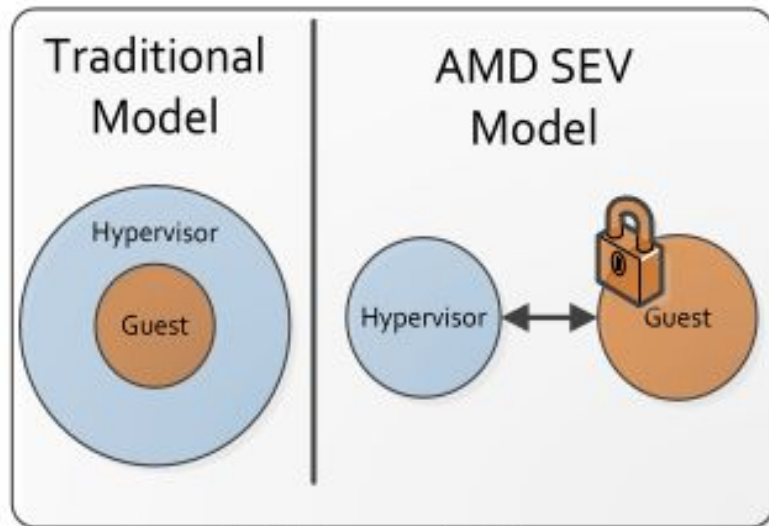 Traditional
Model
Hypervisor
Guest
AMD SEV
Model
Hypervisor
Guest